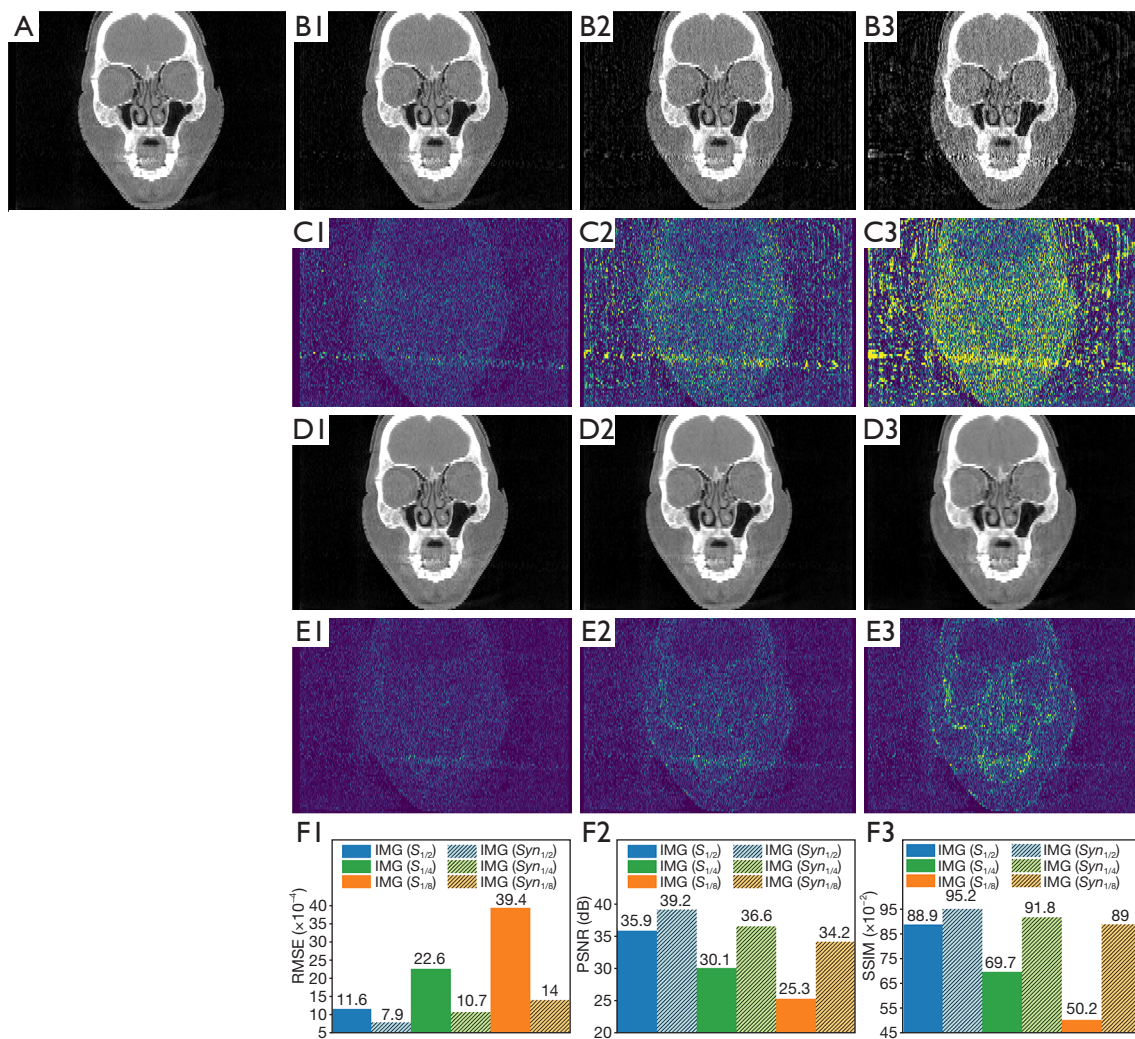 A B1 B2 B3
C1 C2 C3
D1 D2 D3
E1 E2 E3
F1 F2 F3
IMG (S1/2) IMG (Syn1/2)
IMG (S1/4) IMG (Syn1/4)
IMG (S1/8) IMG (Syn1/8)
RMSE (×10⁻⁴)
40
35
30
25
20
15
10
5
11.6 7.9 22.6 10.7 39.4 14
IMG (S1/2) IMG (Syn1/2)
IMG (S1/4) IMG (Syn1/4)
IMG (S1/8) IMG (Syn1/8)
PSNR (dB)
40
35
30
25
20
35.9 39.2 30.1 36.6 25.3 34.2
IMG (S1/2) IMG (Syn1/2)
IMG (S1/4) IMG (Syn1/4)
IMG (S1/8) IMG (Syn1/8)
SSIM (×10⁻²)
95
85
75
65
55
45
88.9 95.2 69.7 91.8 50.2 89